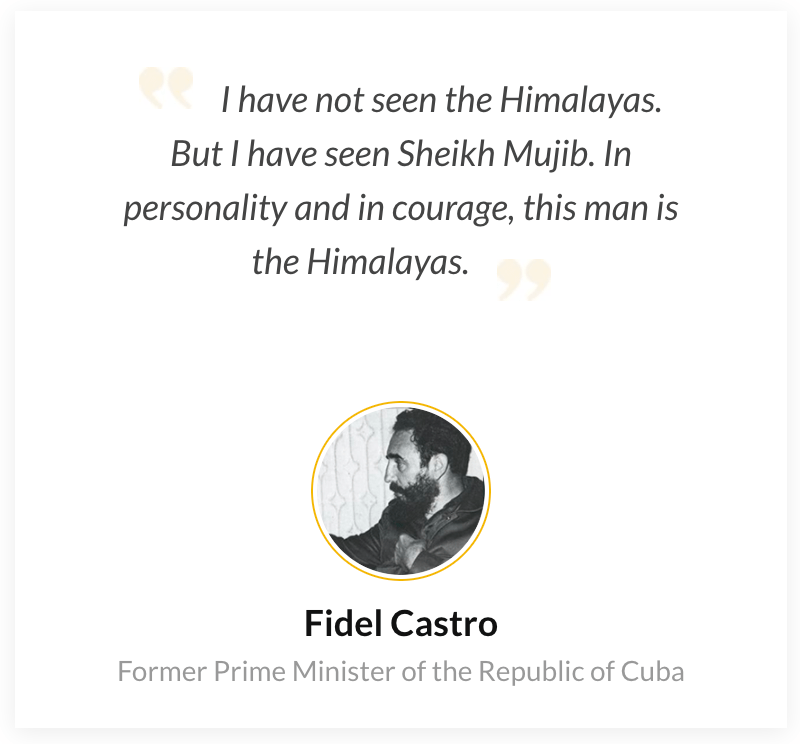 “ I have not seen the Himalayas.
But I have seen Sheikh Mujib. In
personality and in courage, this man is
the Himalayas. ”
Fidel Castro
Former Prime Minister of the Republic of Cuba